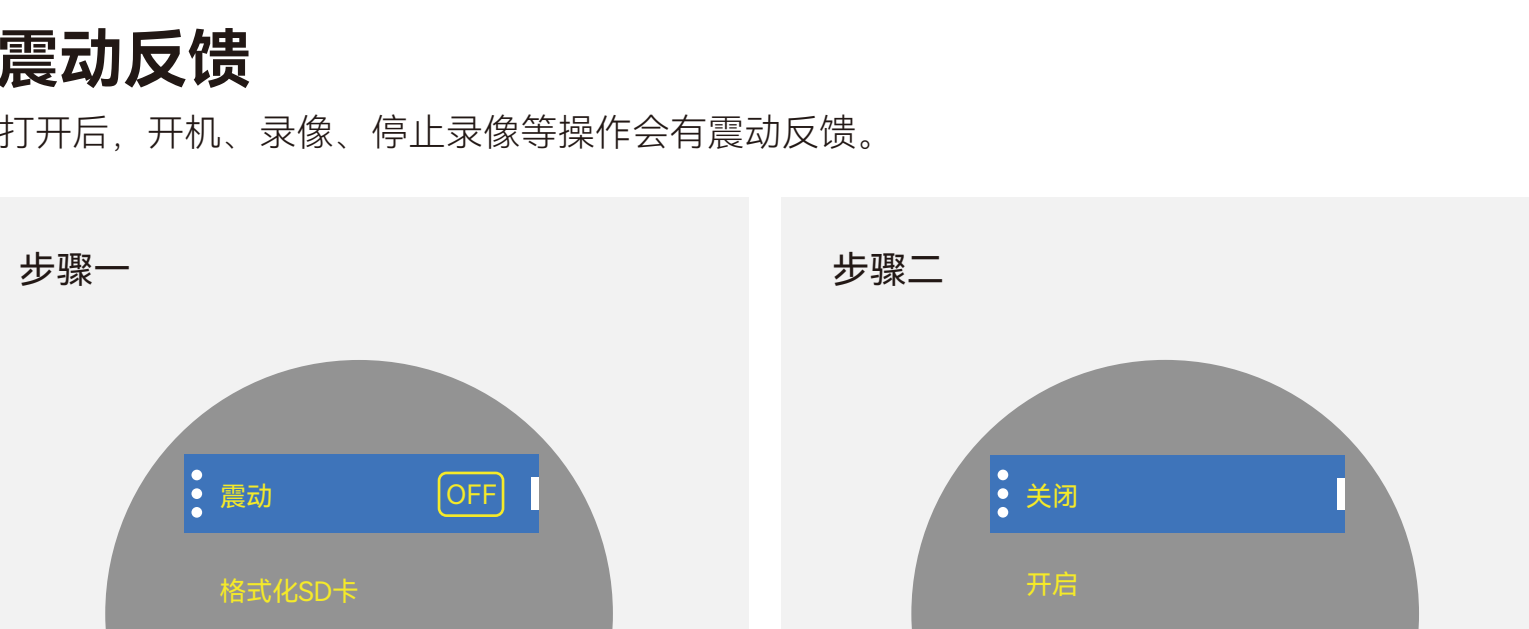 震动反馈
打开后，开机、录像、停止录像等操作会有震动反馈。
步骤一
震动 OFF
格式化SD卡
步骤二
关闭
开启